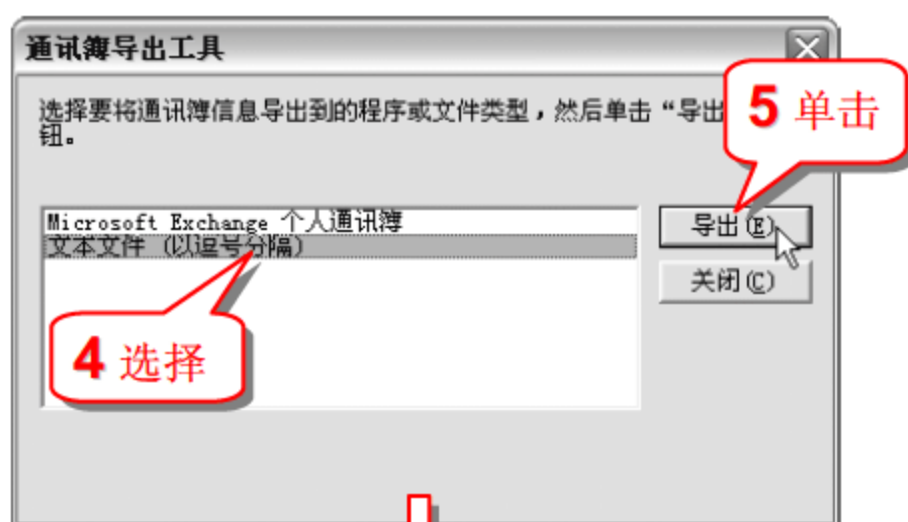 通讯簿导出工具
选择要将通讯簿信息导出到的程序或文件类型，然后单击“导出
钮。
5 单击
Microsoft Exchange 个人通讯簿
文本文件 (以逗号分隔)
导出(E)
关闭(C)
4 选择